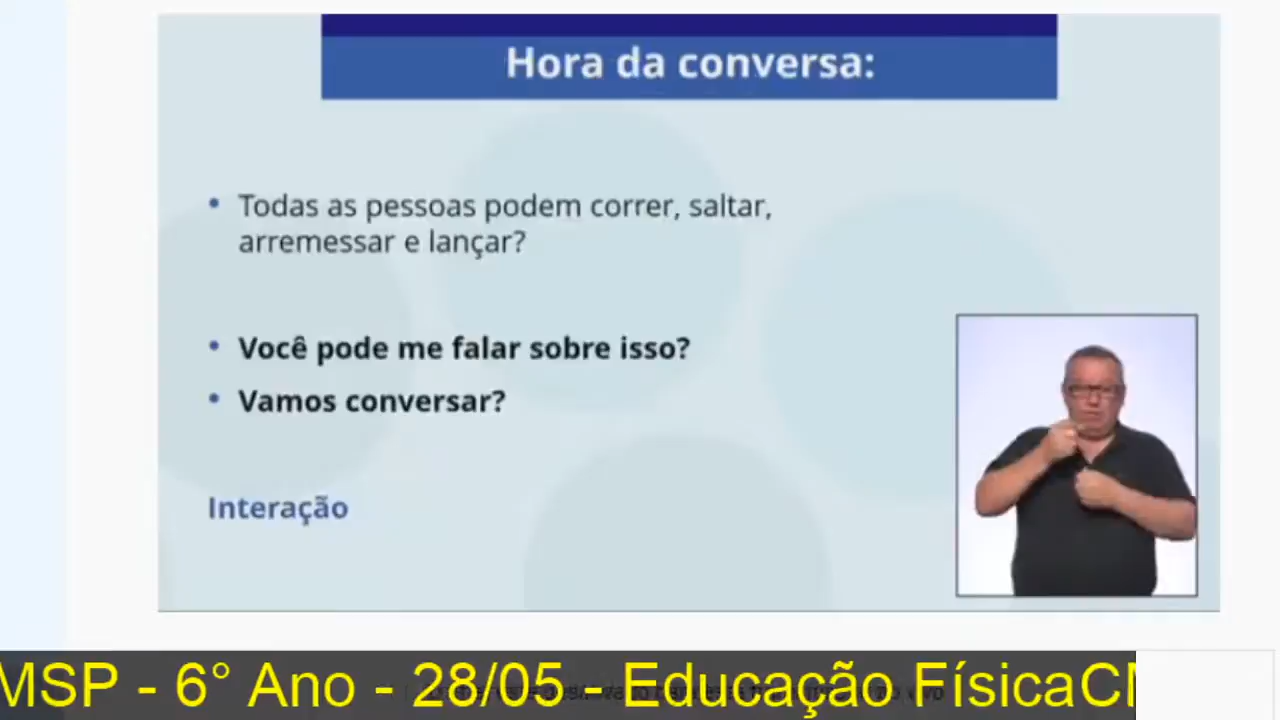 Hora da conversa:
• Todas as pessoas podem correr, saltar,
arremessar e lançar?
• Você pode me falar sobre isso?
• Vamos conversar?
Interação
MSP - 6° Ano - 28/05 - Educação Física